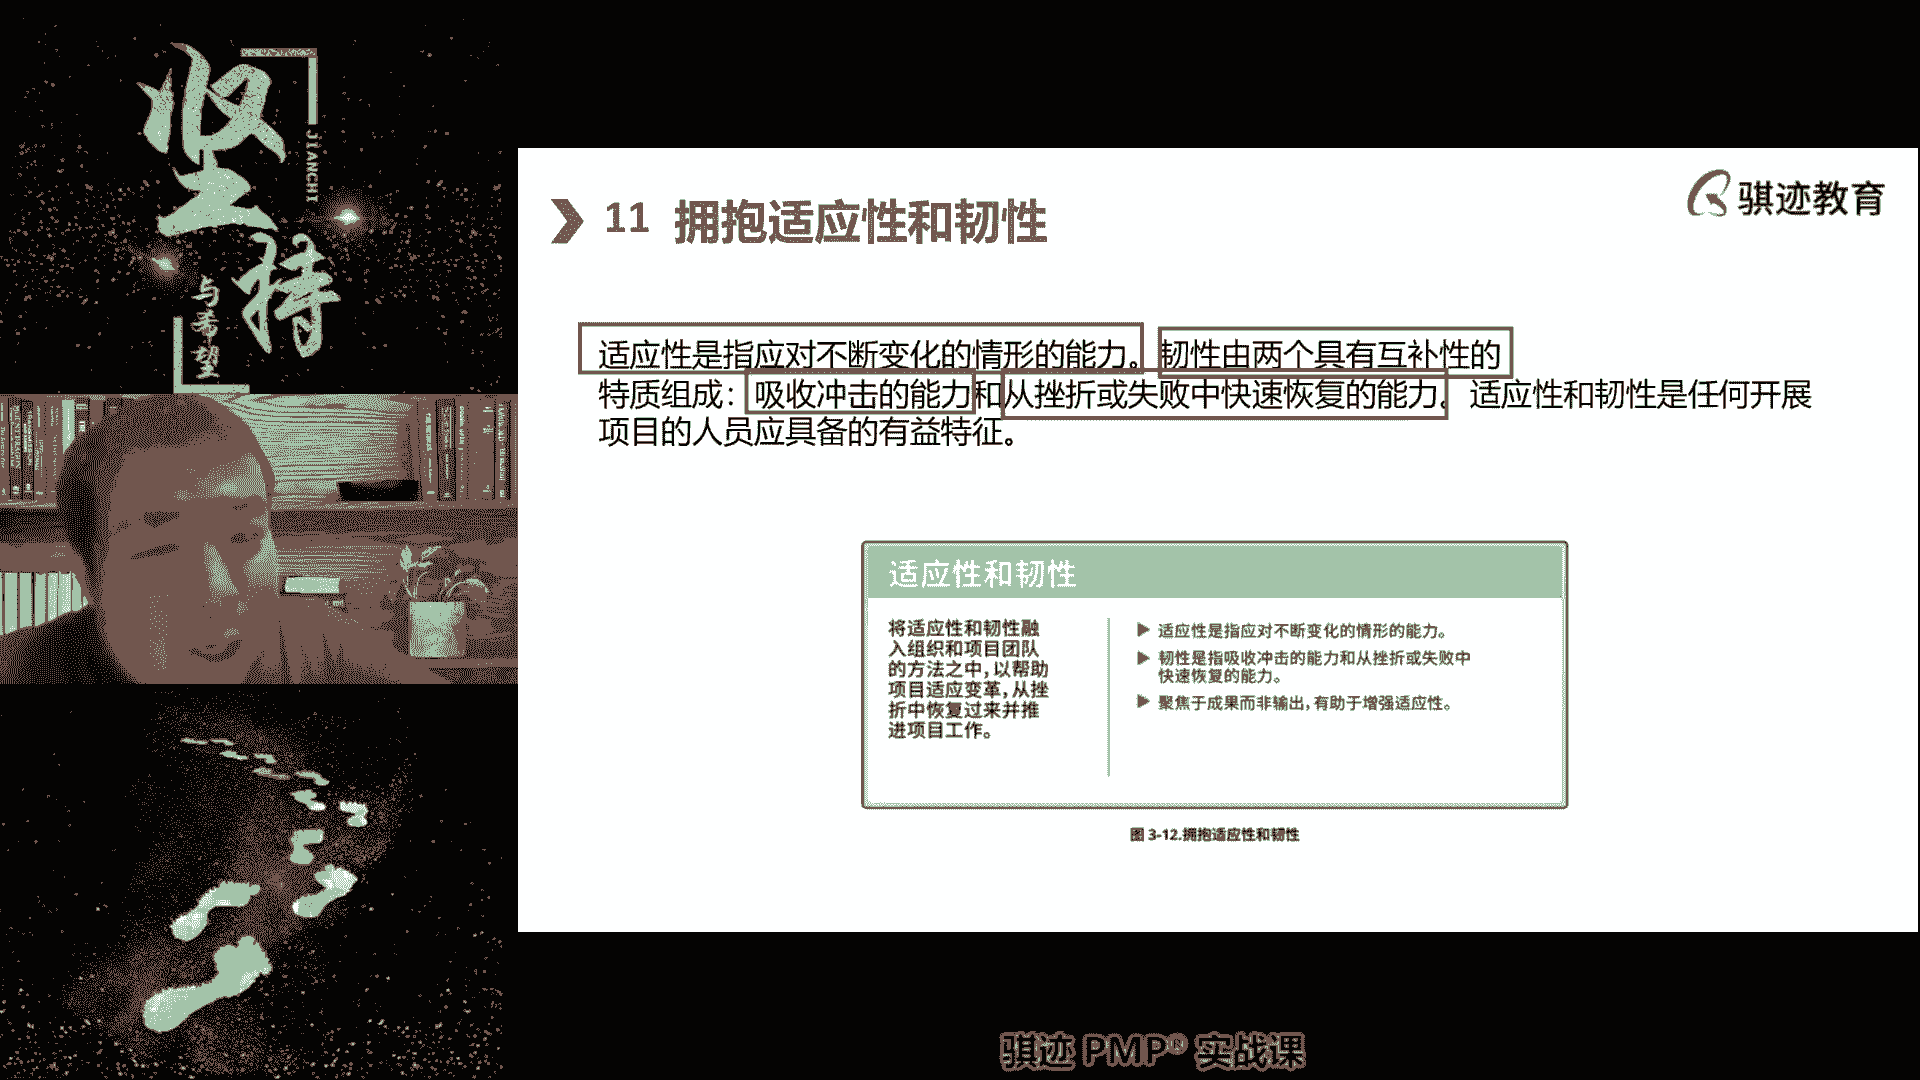 坚持
JIANCHI
与希望
骐迹教育
11 拥抱适应性和韧性
适应性是指应对不断变化的情形的能力。韧性由两个具有互补性的
特质组成：吸收冲击的能力和从挫折或失败中快速恢复的能力。适应性和韧性是任何开展
项目的人员应具备的有益特征。
适应性和韧性
将适应性和韧性融
入组织和项目团队
的方法之中，以帮助
项目适应变革，从挫
折中恢复过来并推
进项目工作。
▶ 适应性是指应对不断变化的情形的能力。
▶ 韧性是指吸收冲击的能力和从挫折或失败中
快速恢复的能力。
▶ 聚焦于成果而非输出，有助于增强适应性。
图 3-12.拥抱适应性和韧性
骐迹 PMP® 实战课